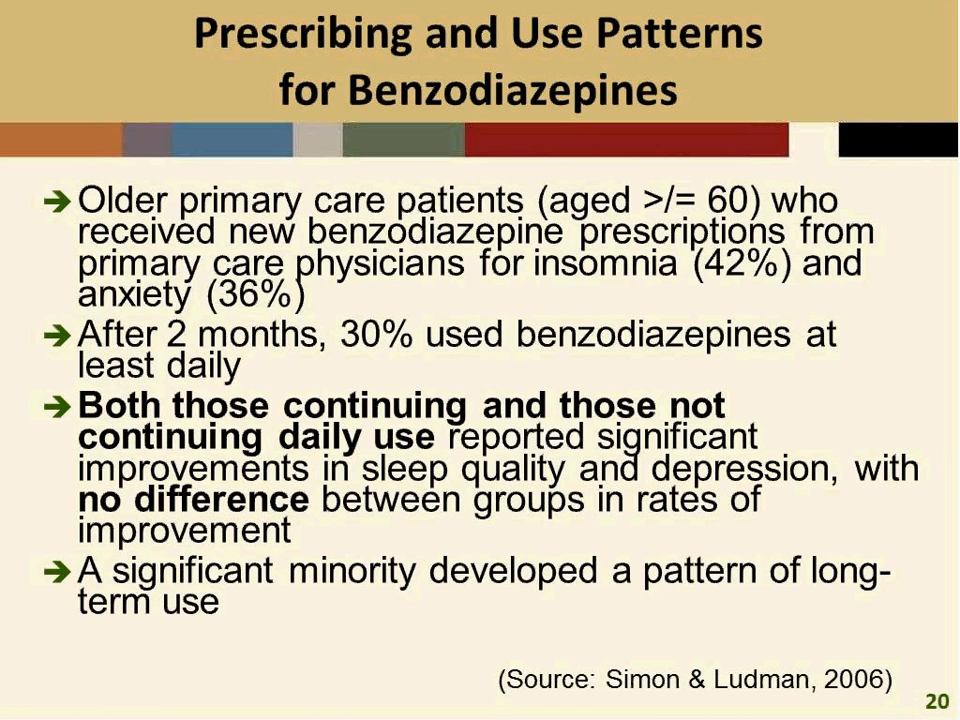 Prescribing and Use Patterns
for Benzodiazepines
➔ Older primary care patients (aged >/= 60) who
received new benzodiazepine prescriptions from
primary care physicians for insomnia (42%) and
anxiety (36%)
➔ After 2 months, 30% used benzodiazepines at
least daily
➔ Both those continuing and those not
continuing daily use reported significant
improvements in sleep quality and depression, with
no difference between groups in rates of
improvement
➔ A significant minority developed a pattern of long-
term use
(Source: Simon & Ludman, 2006)
20